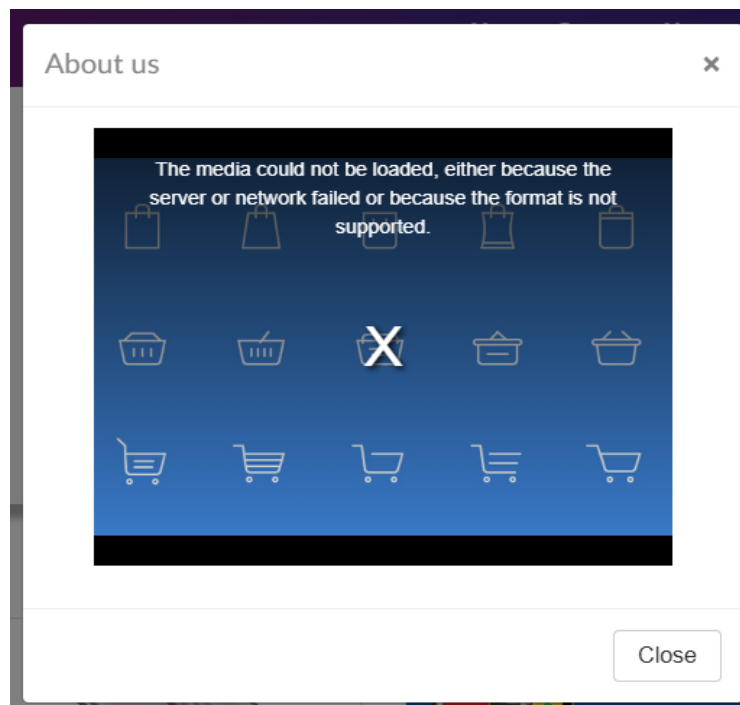 About us
×
The media could not be loaded, either because the
server or network failed or because the format is not
supported.
X
Close